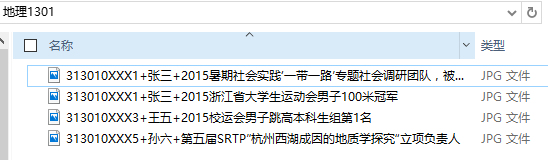 地理1301
名称 类型
313010XXX1+张三+2015暑期社会实践‘一带一路’专题社会调研团队，被... JPG 文件
313010XXX1+张三+2015浙江省大学生运动会男子100米冠军 JPG 文件
313010XXX3+王五+2015校运会男子跳高本科生组第1名 JPG 文件
313010XXX5+孙六+第五届SRTP“杭州西湖成因的地质学探究”立项负责人 JPG 文件